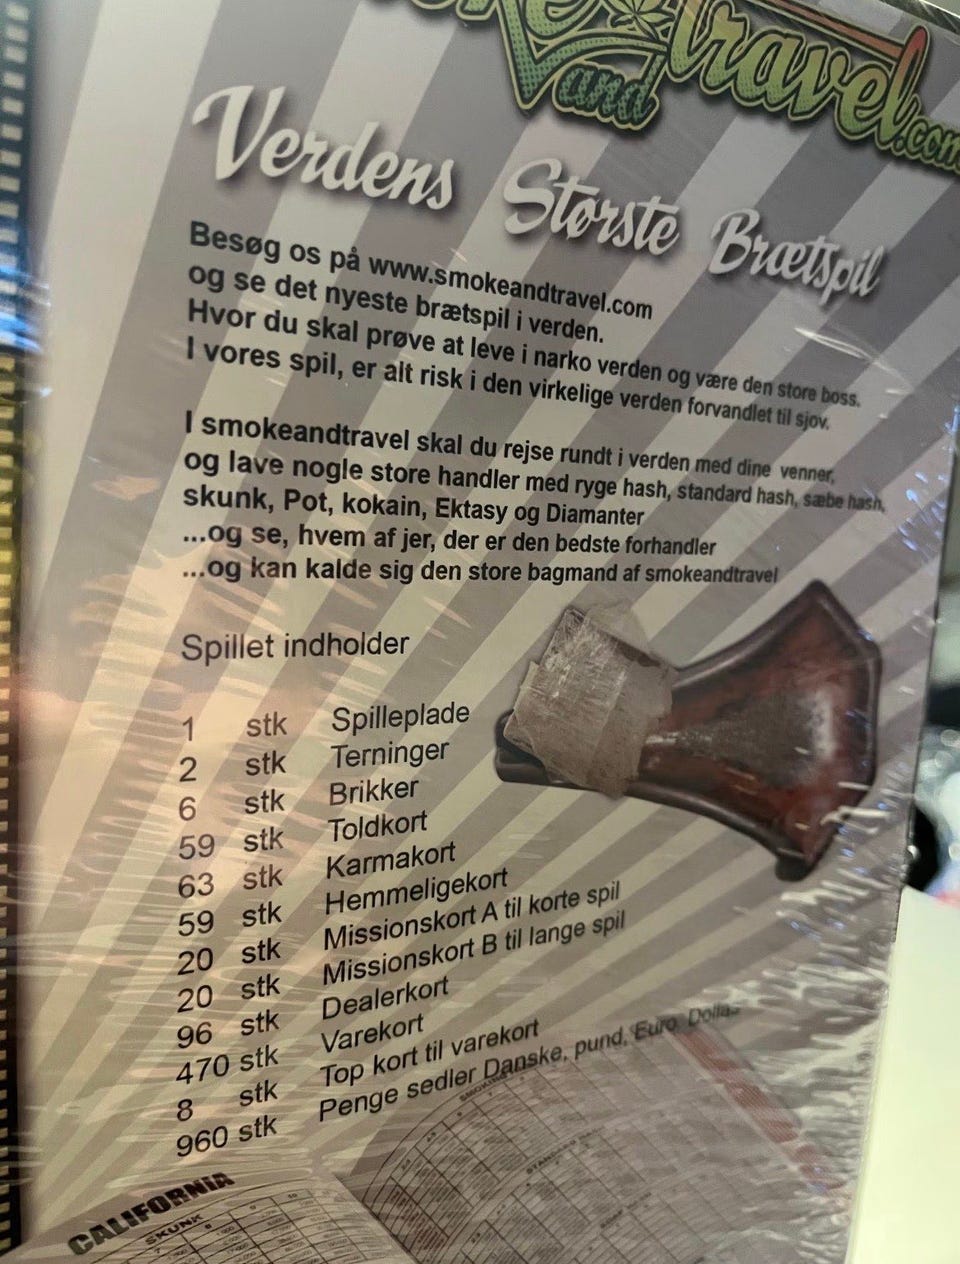 and travel.com
Verdens Største Brætspil
Besøg os på www.smokeandtravel.com
og se det nyeste brætspil i verden.
Hvor du skal prøve at leve i narko verden og være den store boss.
I vores spil, er alt risk i den virkelige verden forvandlet til sjov.
I smokeandtravel skal du rejse rundt i verden med dine venner,
og lave nogle store handler med ryge hash, standard hash, sæbe hash,
skunk, Pot, kokain, Ektasy og Diamanter
...og se, hvem af jer, der er den bedste forhandler
...og kan kalde sig den store bagmand af smokeandtravel
Spillet indholder
1 stk Spilleplade
2 stk Terninger
6 stk Brikker
59 stk Toldkort
63 stk Karmakort
59 stk Hemmeligekort
20 stk Missionskort A til korte spil
20 stk Missionskort B til lange spil
96 stk Dealerkort
470 stk Varekort
8 stk Top kort til varekort
960 stk Penge sedler Danske, pund, Euro, Dollar
CALIFORNIA
SKUNK